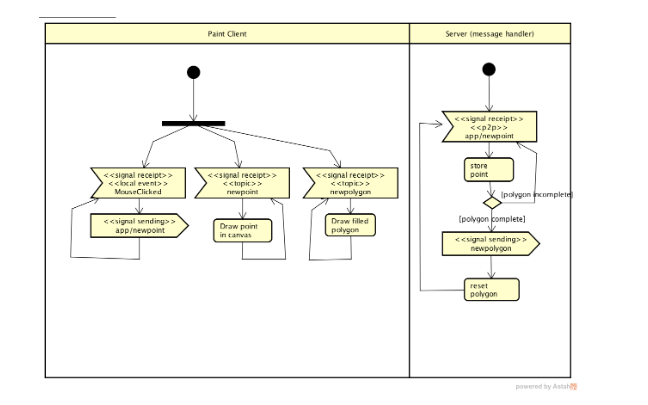 Paint Client
Server (message handler)
<<signal receipt>>
<<p2p>>
app/newpoint
store
point
[polygon incomplete]
[polygon complete]
<<signal sending>>
newpolygon
reset
polygon
<<signal receipt>>
<<local event>>
MouseClicked
<<signal receipt>>
<<topic>>
newpoint
<<signal receipt>>
<<topic>>
newpolygon
<<signal sending>>
app/newpoint
Draw point
in canvas
Draw filled
polygon
powered by Astah